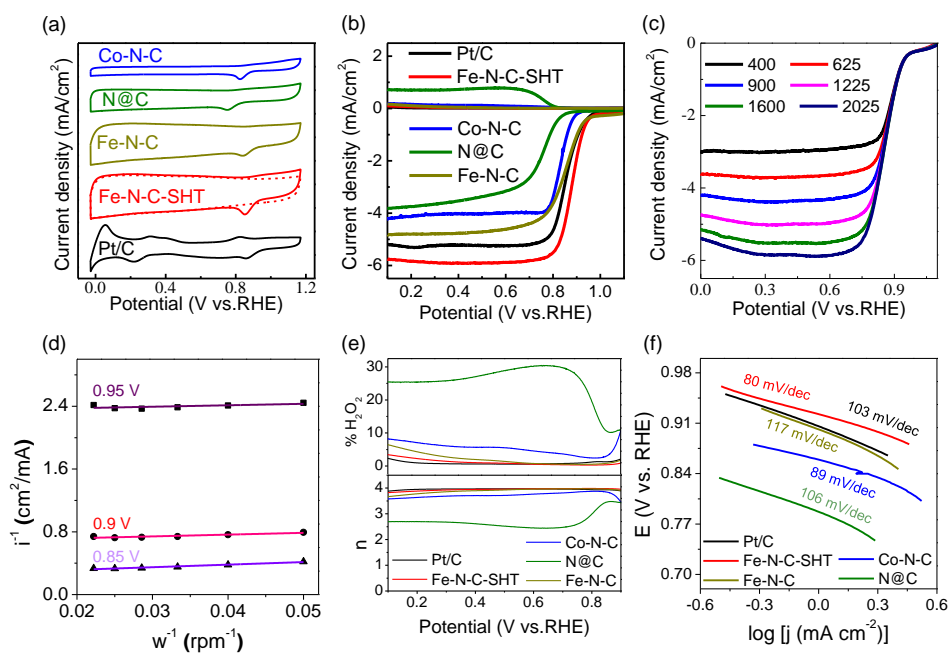 (a)
Co-N-C
N@C
Fe-N-C
Fe-N-C-SHT
Pt/C
Current density (mA/cm²)
0.0 0.4 0.8 1.2
Potential (V vs.RHE)
(b)
2
0
-2
-4
-6
Pt/C
Fe-N-C-SHT
Co-N-C
N@C
Fe-N-C
Current density (mA/cm²)
0.2 0.4 0.6 0.8 1.0
Potential (V vs.RHE)
(c)
0
-2
-4
-6
400 625
900 1225
1600 2025
Current density (mA/cm²)
0.0 0.3 0.6 0.9
Potential (V vs.RHE)
(d)
2.4
1.6
0.8
0.0
0.95 V
0.9 V
0.85 V
i⁻¹ (cm²/mA)
0.02 0.03 0.04 0.05
w⁻¹ (rpm⁻¹)
(e)
30
20
10
0
% H₂O₂
4
3
2
1
0
n
Pt/C
Fe-N-C-SHT
Co-N-C
N@C
Fe-N-C
0.2 0.4 0.6 0.8
Potential (V vs.RHE)
(f)
0.98
0.91
0.84
0.77
0.70
80 mV/dec
103 mV/dec
117 mV/dec
89 mV/dec
106 mV/dec
E (V vs. RHE)
Pt/C
Fe-N-C-SHT
Fe-N-C
Co-N-C
N@C
-0.6 -0.3 0.0 0.3 0.6
log [j (mA cm⁻²)]